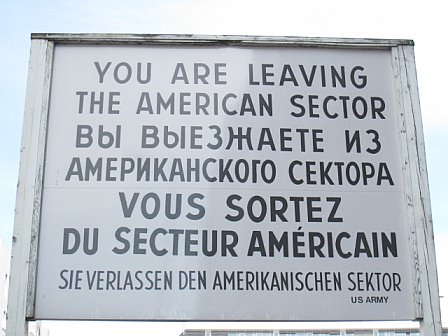 YOU ARE LEAVING
THE AMERICAN SECTOR
ВЫ ВЫЕЗЖАЕТЕ ИЗ
АМЕРИКАНСКОГО СЕКТОРА
VOUS SORTEZ
DU SECTEUR AMÉRICAIN
SIE VERLASSEN DEN AMERIKANISCHEN SEKTOR
US ARMY